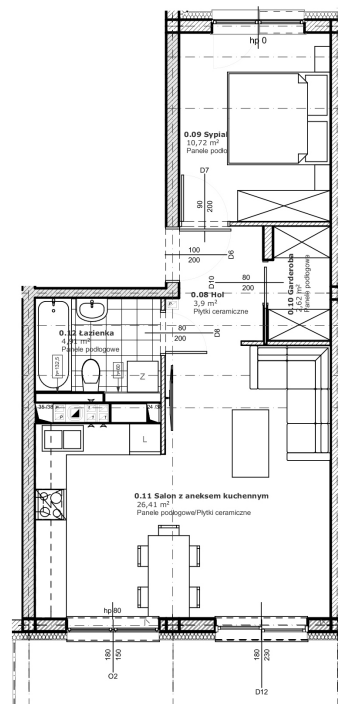 hp 0
0.09 Sypial
10,72 m²
Panele podło
D7
90
200
100
200
D6
D10
80
200
0.08 Hol
3,9 m²
Płytki ceramiczne
0.10 Garderoba
2,62 m²
Panele podłogowe
0.12 Łazienka
4,91 m²
Panele podłogowe
80
200
D8
Z
L
0.11 Salon z aneksem kuchennym
26,41 m²
Panele podłogowe/Płytki ceramiczne
hp 80
180
150
O2
180
230
D12